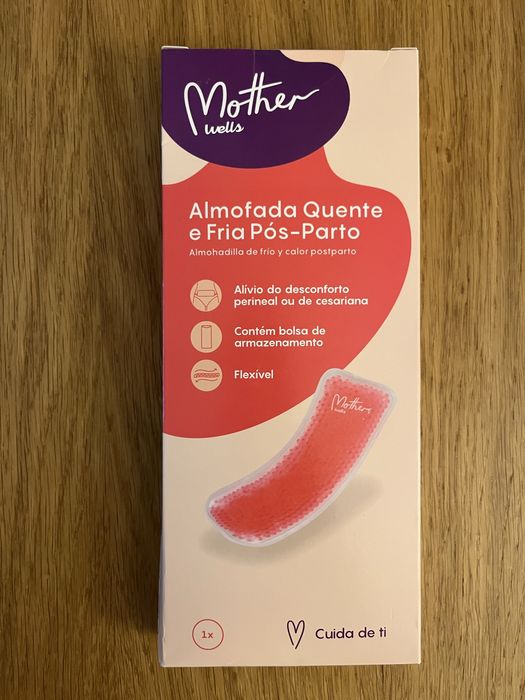 Mother
wells
Almofada Quente
e Fria Pós-Parto
Almohadilla de frío y calor postparto
Alívio do desconforto
perineal ou de cesariana
Contém bolsa de
armazenamento
Flexível
Mother
wells
1x
Cuida de ti